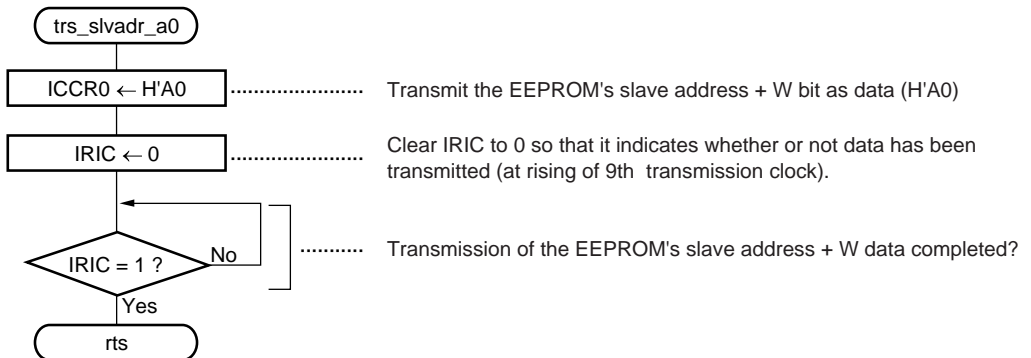 trs_slvadr_a0
ICCR0 ← H'A0
Transmit the EEPROM's slave address + W bit as data (H'A0)
IRIC ← 0
Clear IRIC to 0 so that it indicates whether or not data has been
transmitted (at rising of 9th transmission clock).
IRIC = 1 ?
No
Transmission of the EEPROM's slave address + W data completed?
Yes
rts